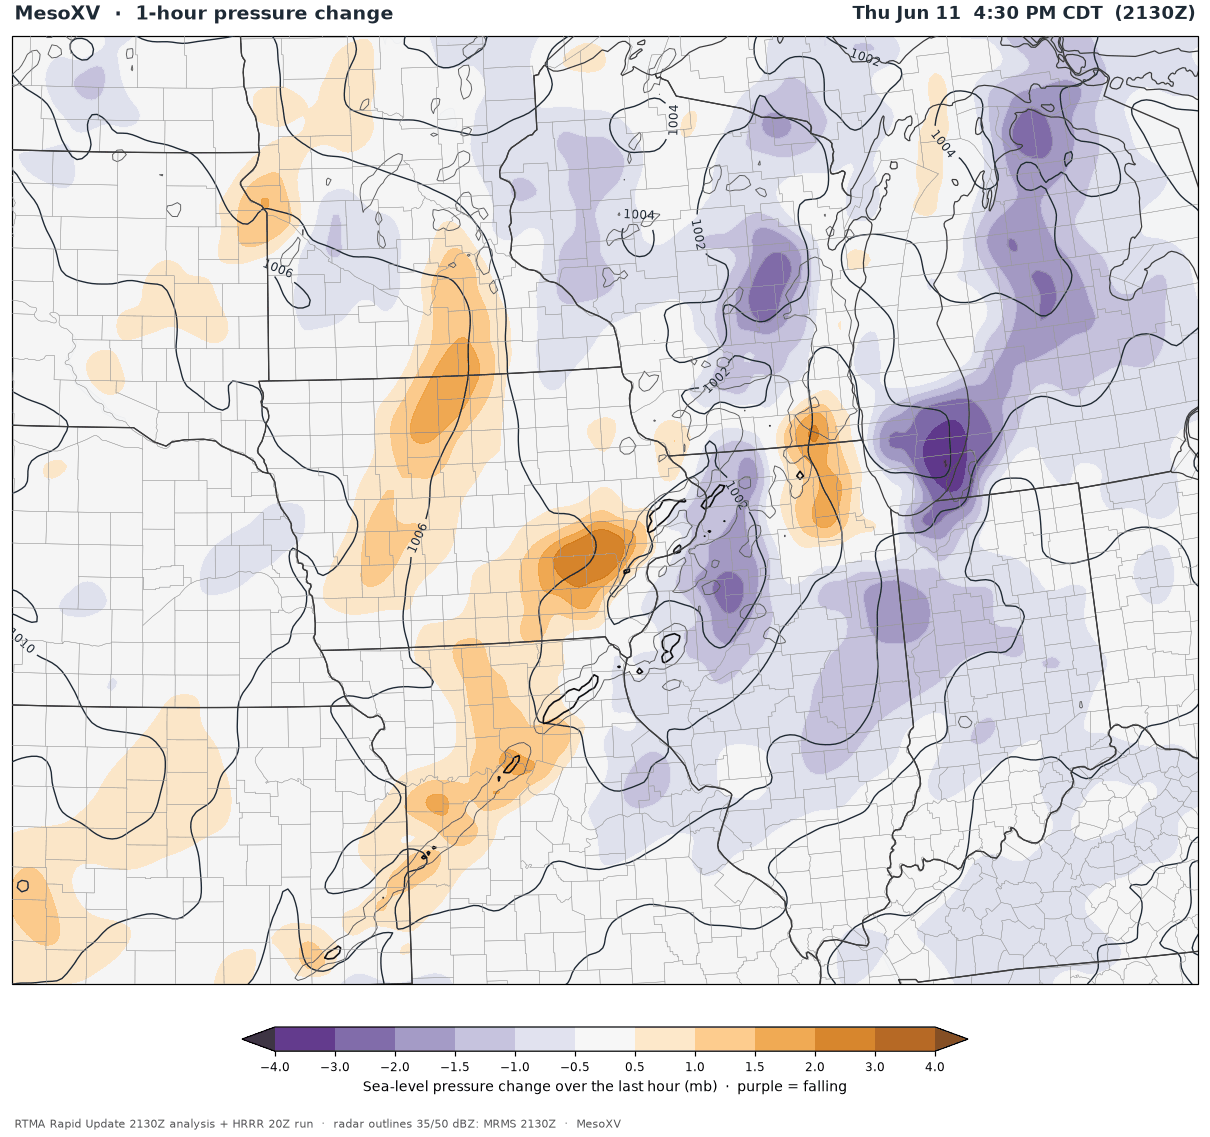 MesoXV · 1-hour pressure change
Thu Jun 11 4:30 PM CDT (2130Z)
1002
1004
1004
1004
1002
1006
1002
1002
1006
1010
−4.0 −3.0 −2.0 −1.5 −1.0 −0.5 0.5 1.0 1.5 2.0 3.0 4.0
Sea-level pressure change over the last hour (mb) · purple = falling
RTMA Rapid Update 2130Z analysis + HRRR 20Z run · radar outlines 35/50 dBZ: MRMS 2130Z · MesoXV